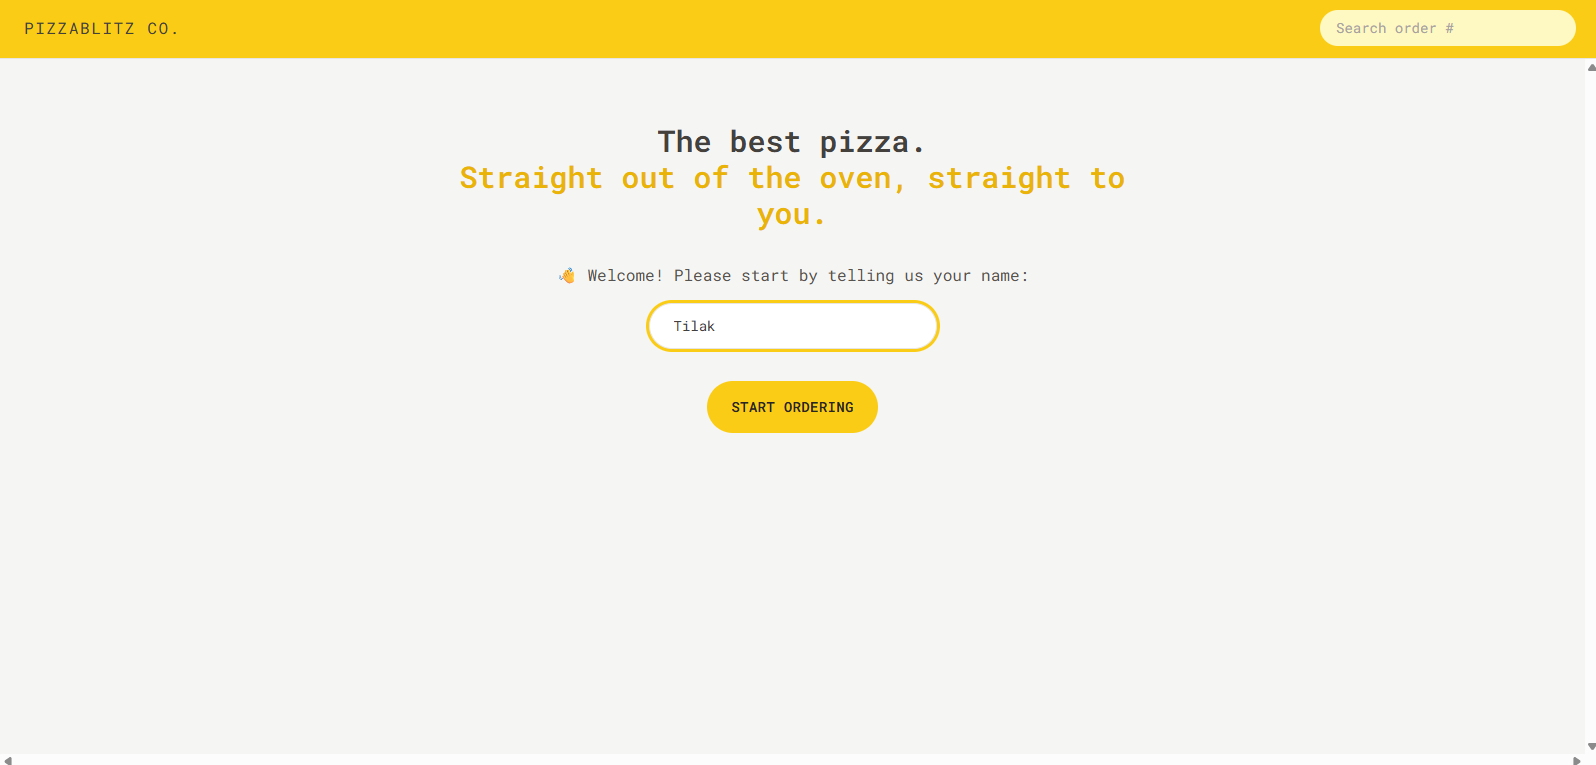 PIZZABLITZ CO.
Search order #
The best pizza.
Straight out of the oven, straight to
you.
👋 Welcome! Please start by telling us your name:
Tilak
START ORDERING